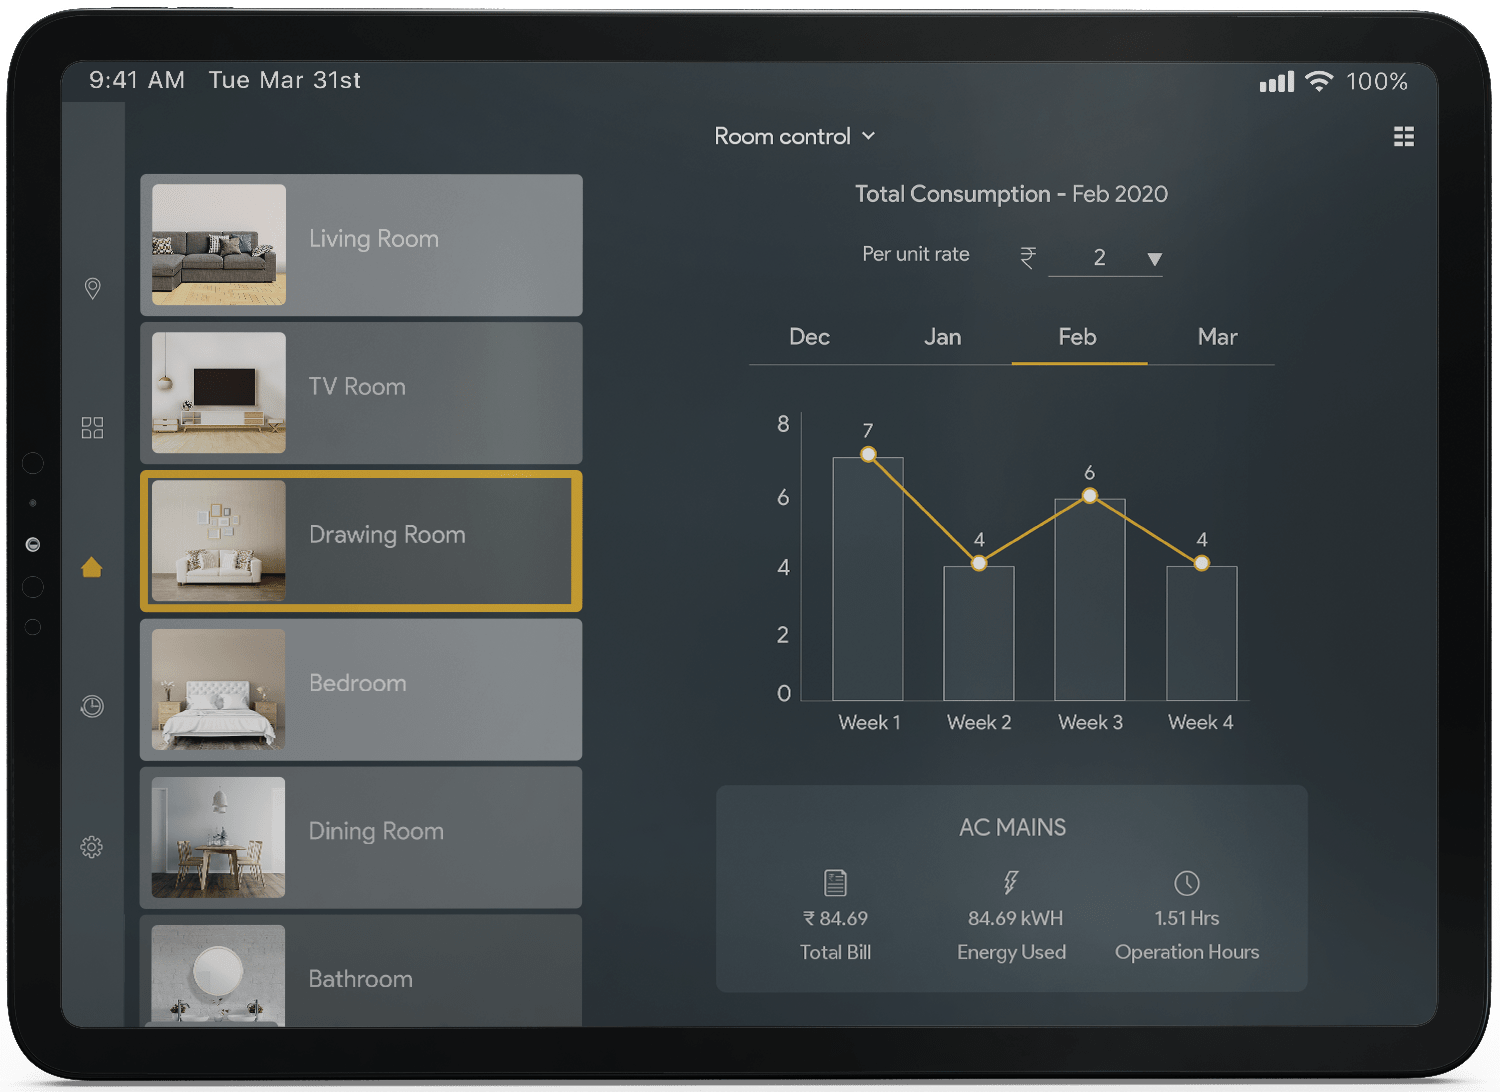 9:41 AM Tue Mar 31st
100%
Room control
Living Room
TV Room
Drawing Room
Bedroom
Dining Room
Bathroom
Total Consumption - Feb 2020
Per unit rate ₹ 2
Dec Jan Feb Mar
8
6
4
2
0
7
4
6
4
Week 1 Week 2 Week 3 Week 4
AC MAINS
₹ 84.69
Total Bill
84.69 kWH
Energy Used
1.51 Hrs
Operation Hours